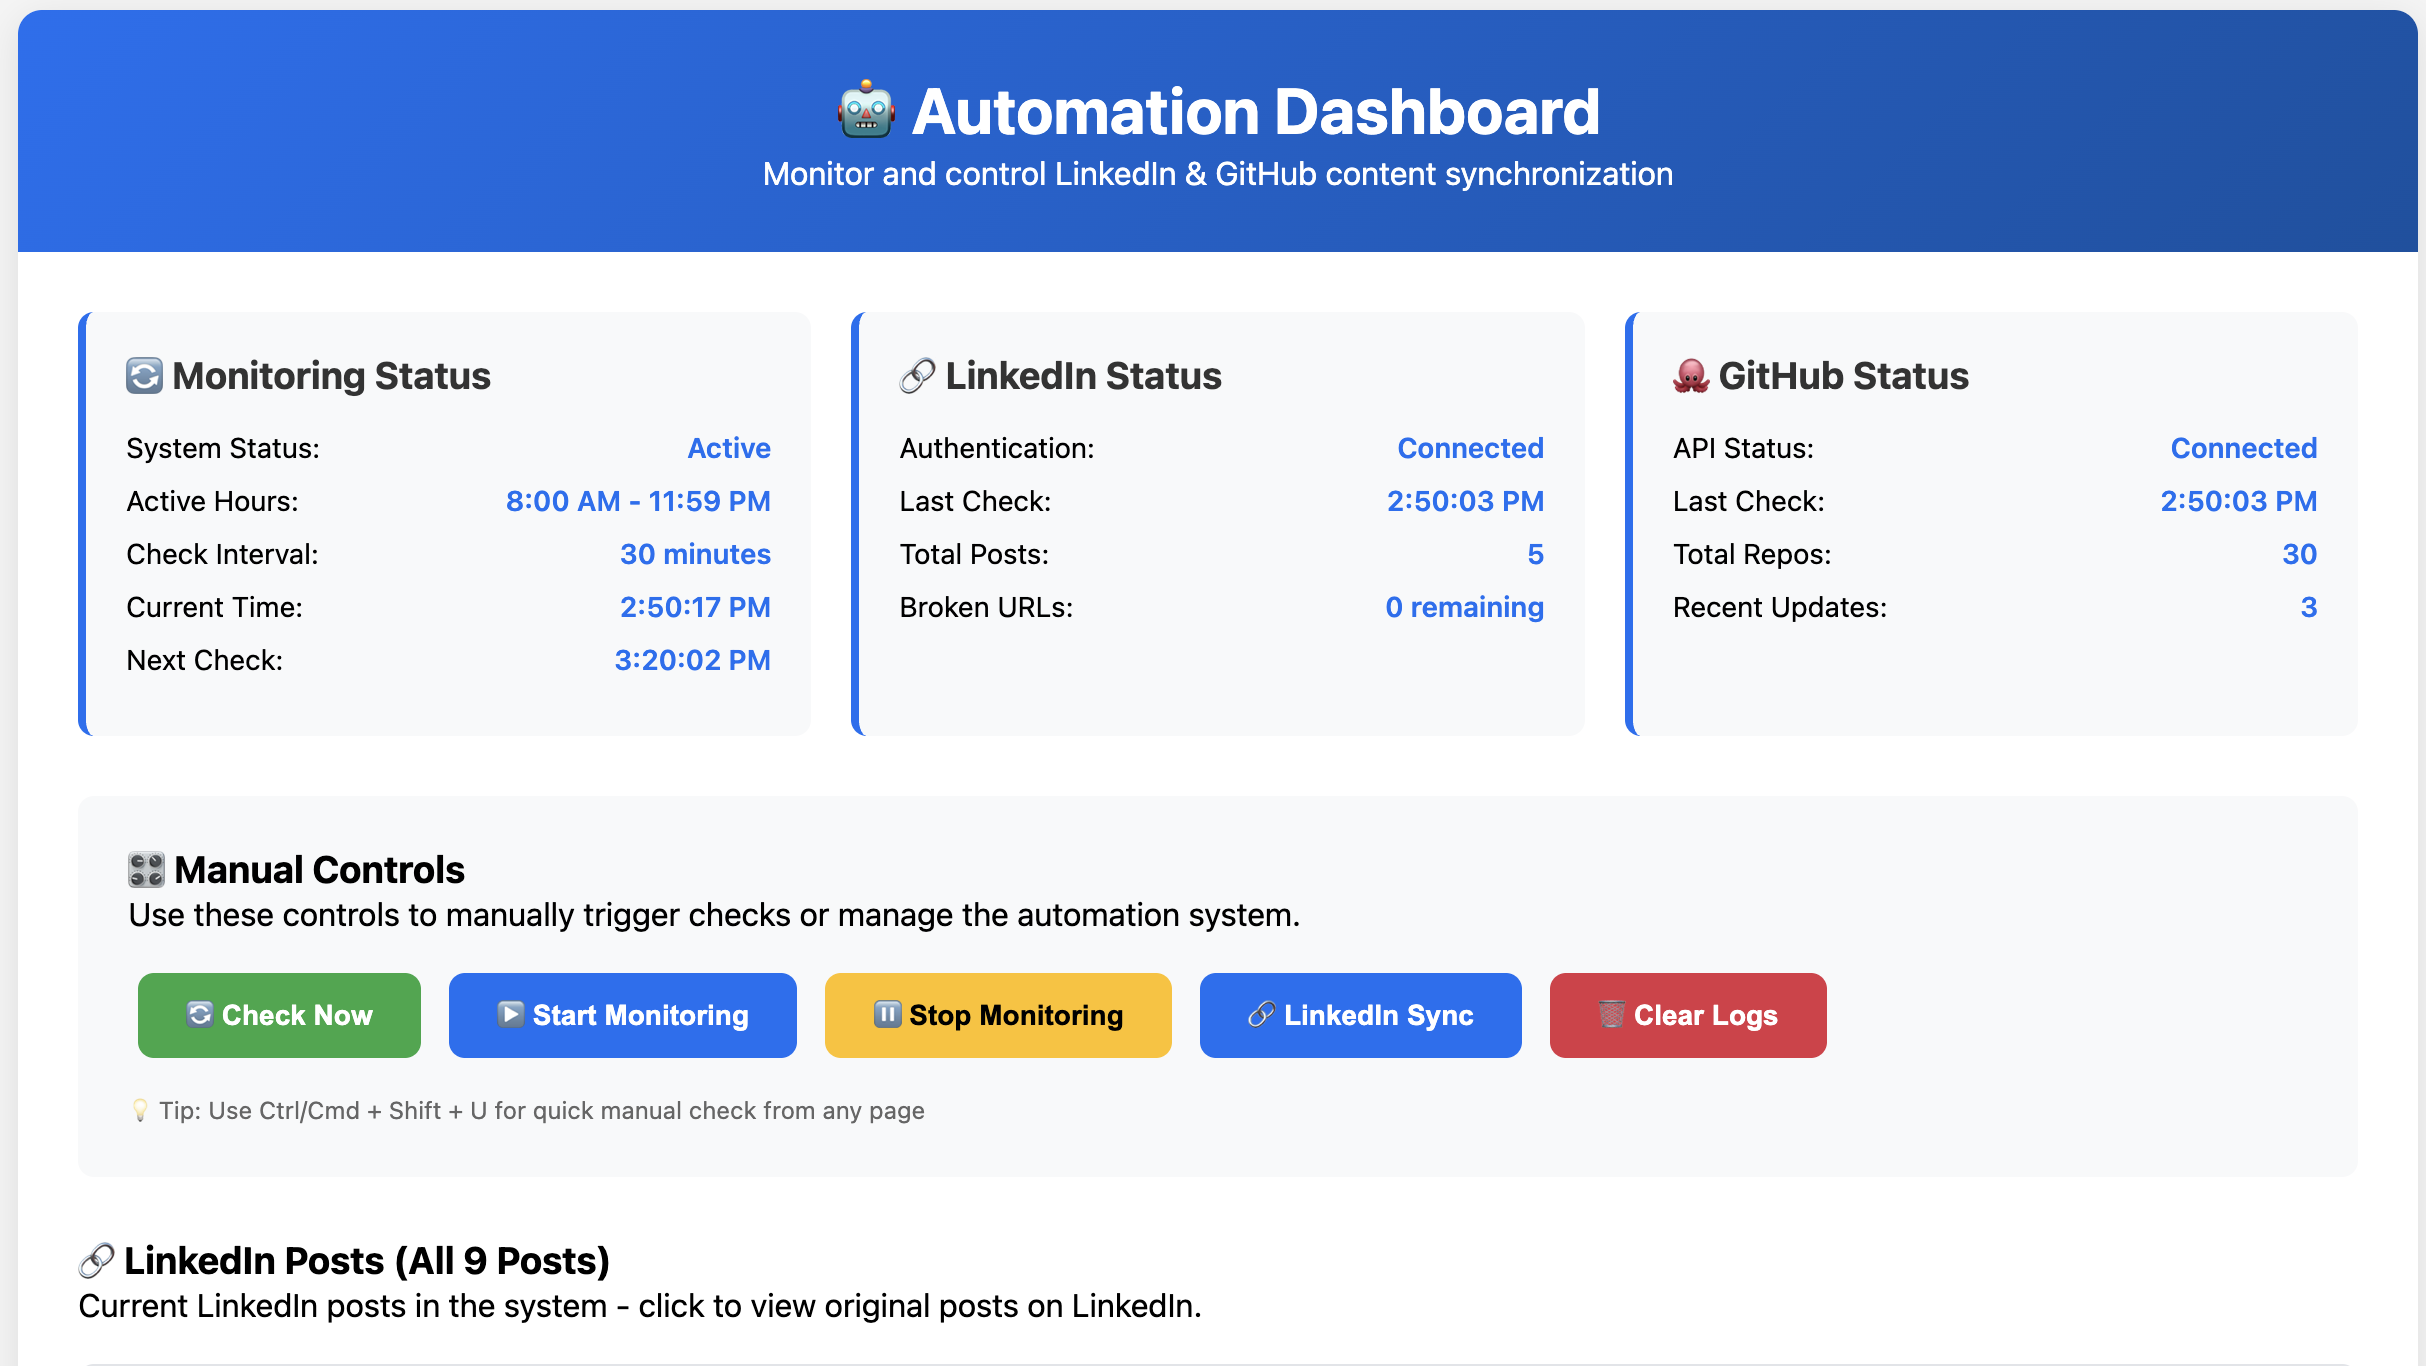 🤖 Automation Dashboard
Monitor and control LinkedIn & GitHub content synchronization
🔄 Monitoring Status
System Status: Active
Active Hours: 8:00 AM - 11:59 PM
Check Interval: 30 minutes
Current Time: 2:50:17 PM
Next Check: 3:20:02 PM
🔗 LinkedIn Status
Authentication: Connected
Last Check: 2:50:03 PM
Total Posts: 5
Broken URLs: 0 remaining
🐙 GitHub Status
API Status: Connected
Last Check: 2:50:03 PM
Total Repos: 30
Recent Updates: 3
🎛️ Manual Controls
Use these controls to manually trigger checks or manage the automation system.
🔄 Check Now
▶️ Start Monitoring
⏸️ Stop Monitoring
🔗 LinkedIn Sync
🗑️ Clear Logs
💡 Tip: Use Ctrl/Cmd + Shift + U for quick manual check from any page
🔗 LinkedIn Posts (All 9 Posts)
Current LinkedIn posts in the system - click to view original posts on LinkedIn.